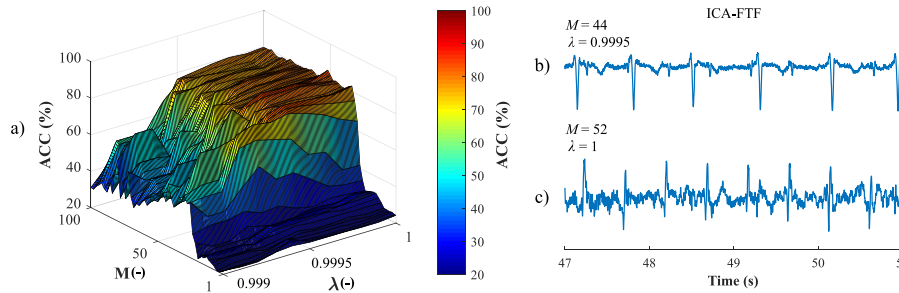 a)
ACC (%)
100
80
60
40
20
100
50
1
M(-)
0.999
0.9995
1
λ(-)
100
90
80
70
60
50
40
30
20
ACC (%)
ICA-FTF
b)
M = 44
λ = 0.9995
c)
M = 52
λ = 1
47 48 49 50 5
Time (s)